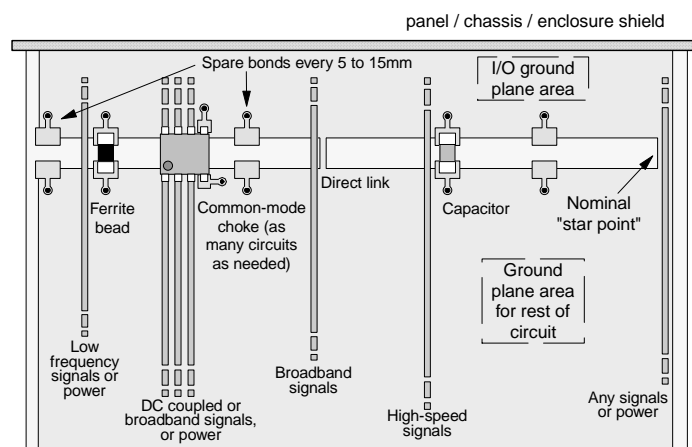 panel / chassis / enclosure shield
Spare bonds every 5 to 15mm
I/O ground
plane area
Direct link
Ferrite
bead
Common-mode
choke (as
many circuits
as needed)
Capacitor
Nominal
"star point"
Ground
plane area
for rest of
circuit
Low
frequency
signals or
power
DC coupled or
broadband signals,
or power
Broadband
signals
High-speed
signals
Any signals
or power